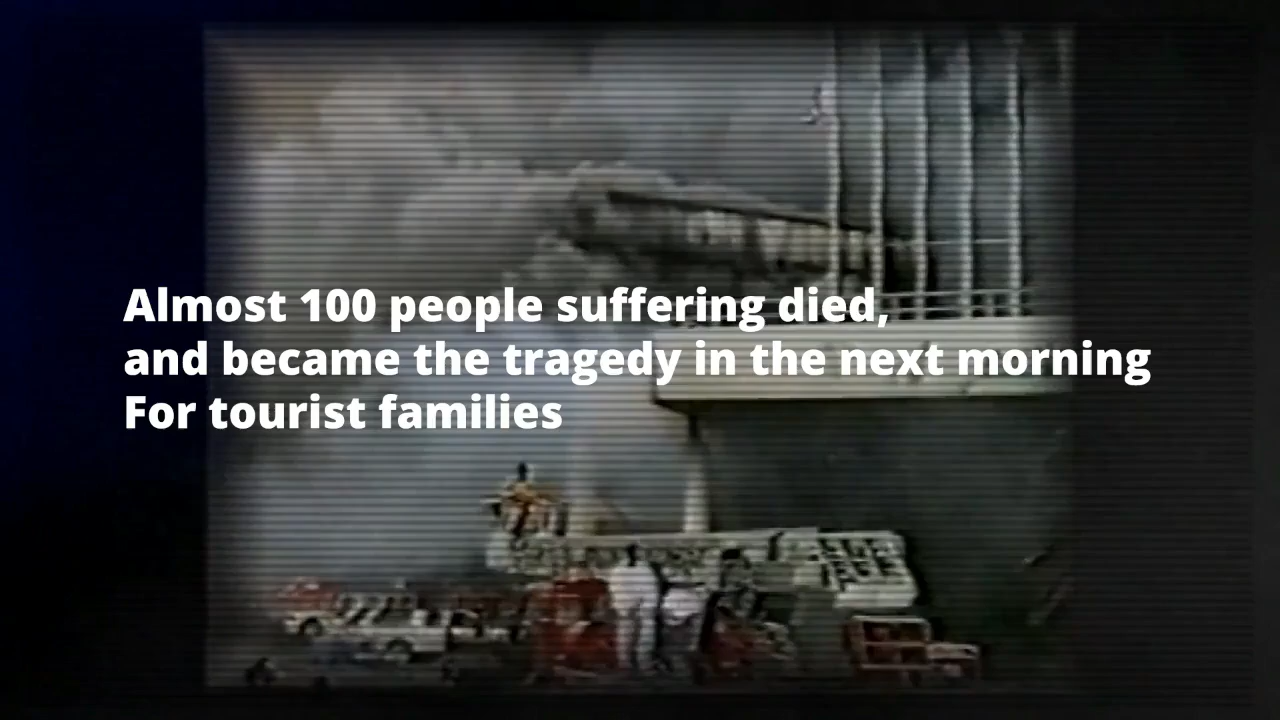 Almost 100 people suffering died,
and became the tragedy in the next morning
For tourist families